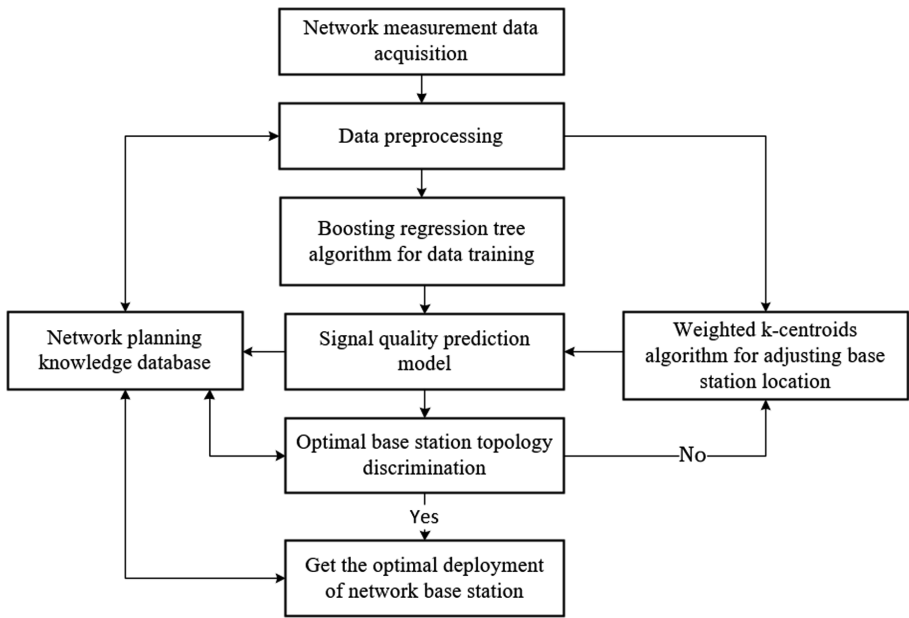 Network measurement data
acquisition
Data preprocessing
Boosting regression tree
algorithm for data training
Network planning
knowledge database
Signal quality prediction
model
Weighted k-centroids
algorithm for adjusting base
station location
Optimal base station topology
discrimination
No
Yes
Get the optimal deployment
of network base station